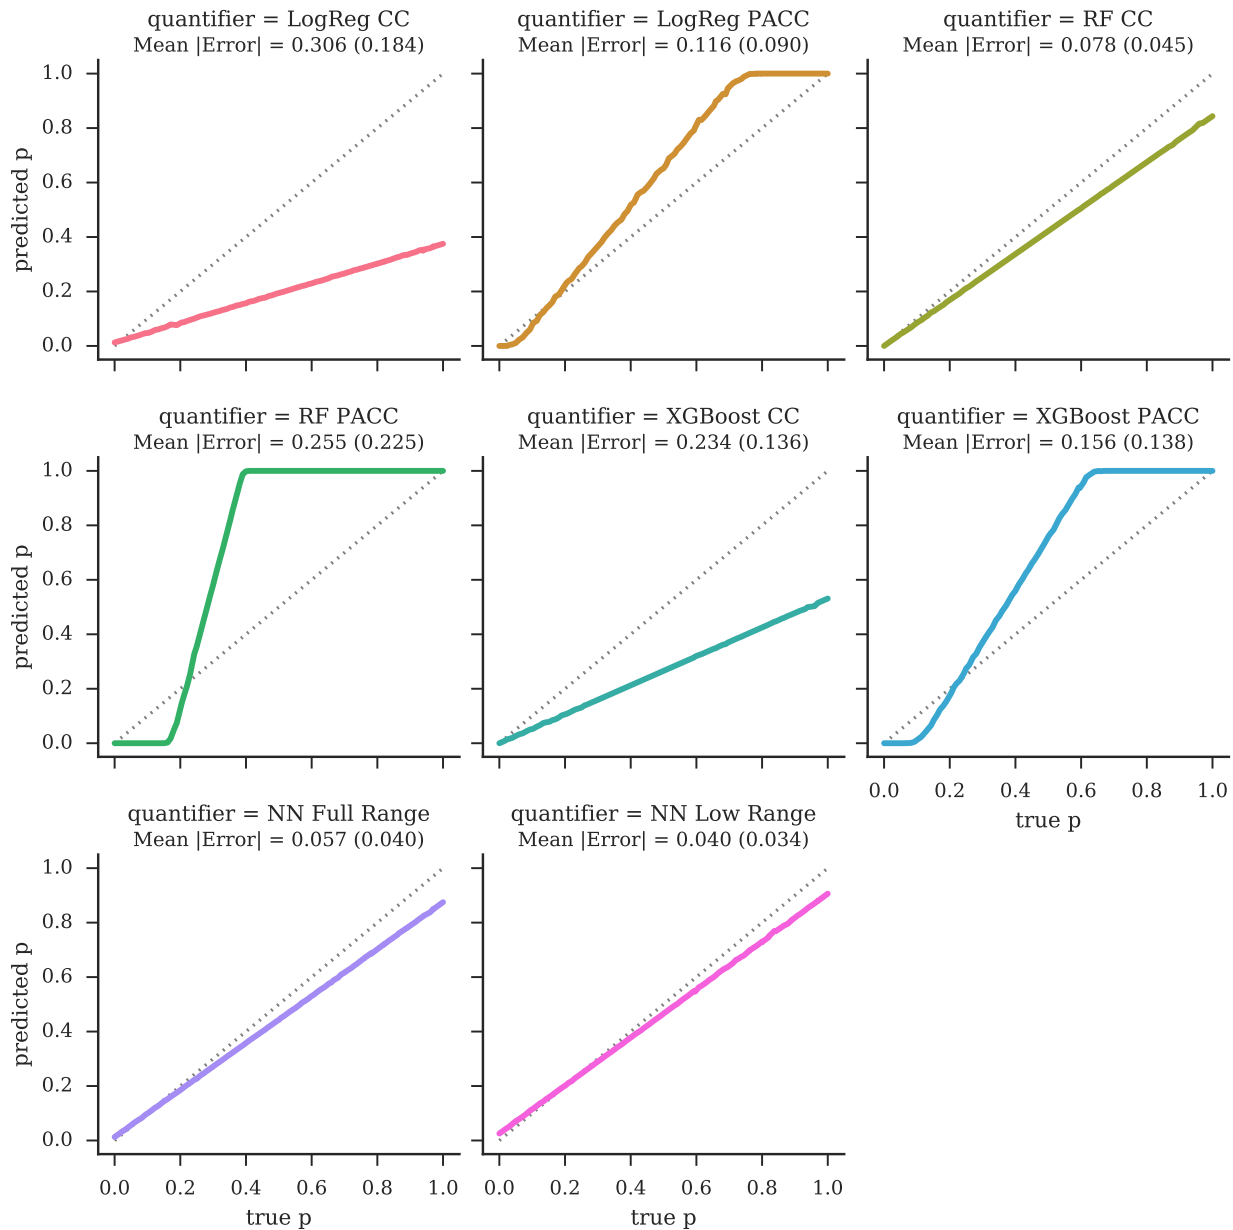 quantifier = LogReg CC
Mean |Error| = 0.306 (0.184)
quantifier = LogReg PACC
Mean |Error| = 0.116 (0.090)
quantifier = RF CC
Mean |Error| = 0.078 (0.045)
1.0
0.8
0.6
0.4
0.2
0.0
predicted p
quantifier = RF PACC
Mean |Error| = 0.255 (0.225)
quantifier = XGBoost CC
Mean |Error| = 0.234 (0.136)
quantifier = XGBoost PACC
Mean |Error| = 0.156 (0.138)
1.0
0.8
0.6
0.4
0.2
0.0
predicted p
0.0 0.2 0.4 0.6 0.8 1.0
true p
quantifier = NN Full Range
Mean |Error| = 0.057 (0.040)
quantifier = NN Low Range
Mean |Error| = 0.040 (0.034)
1.0
0.8
0.6
0.4
0.2
0.0
predicted p
0.0 0.2 0.4 0.6 0.8 1.0
true p
0.0 0.2 0.4 0.6 0.8 1.0
true p